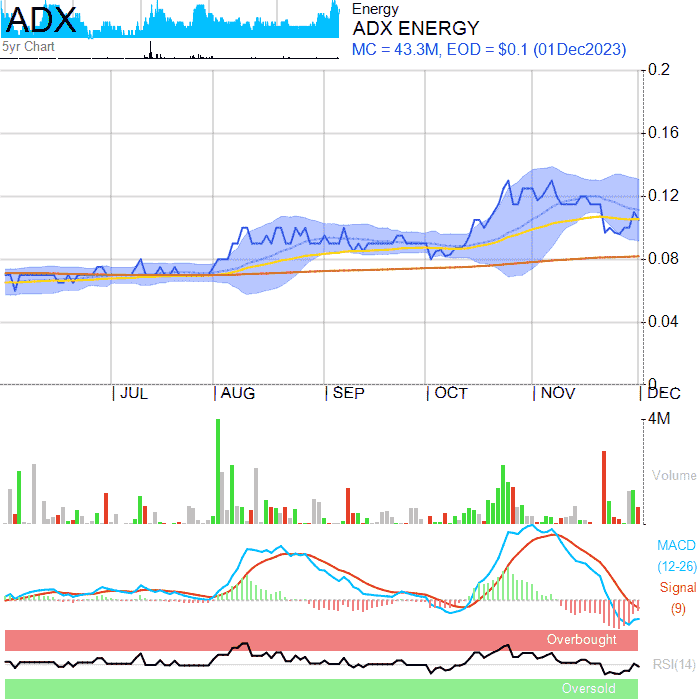 ADX
5yr Chart
Energy
ADX ENERGY
MC = 43.3M, EOD = $0.1 (01Dec2023)
0.2
0.16
0.12
0.08
0.04
0
JUL
AUG
SEP
OCT
NOV
DEC
4M
Volume
MACD
(12-26)
Signal
(9)
Overbought
RSI(14)
Oversold